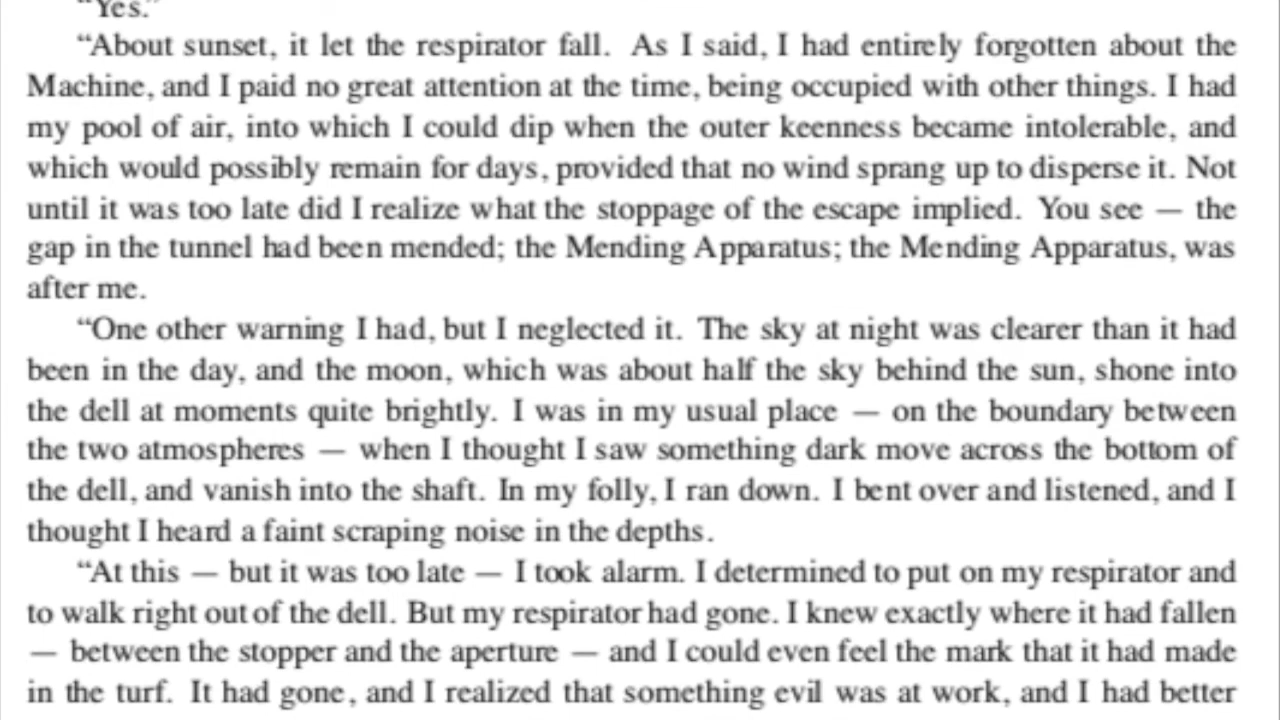 “Yes.”
“About sunset, it let the respirator fall. As I said, I had entirely forgotten about the
Machine, and I paid no great attention at the time, being occupied with other things. I had
my pool of air, into which I could dip when the outer keenness became intolerable, and
which would possibly remain for days, provided that no wind sprang up to disperse it. Not
until it was too late did I realize what the stoppage of the escape implied. You see — the
gap in the tunnel had been mended; the Mending Apparatus; the Mending Apparatus, was
after me.
“One other warning I had, but I neglected it. The sky at night was clearer than it had
been in the day, and the moon, which was about half the sky behind the sun, shone into
the dell at moments quite brightly. I was in my usual place — on the boundary between
the two atmospheres — when I thought I saw something dark move across the bottom of
the dell, and vanish into the shaft. In my folly, I ran down. I bent over and listened, and I
thought I heard a faint scraping noise in the depths.
“At this — but it was too late — I took alarm. I determined to put on my respirator and
to walk right out of the dell. But my respirator had gone. I knew exactly where it had fallen
— between the stopper and the aperture — and I could even feel the mark that it had made
in the turf. It had gone, and I realized that something evil was at work, and I had better